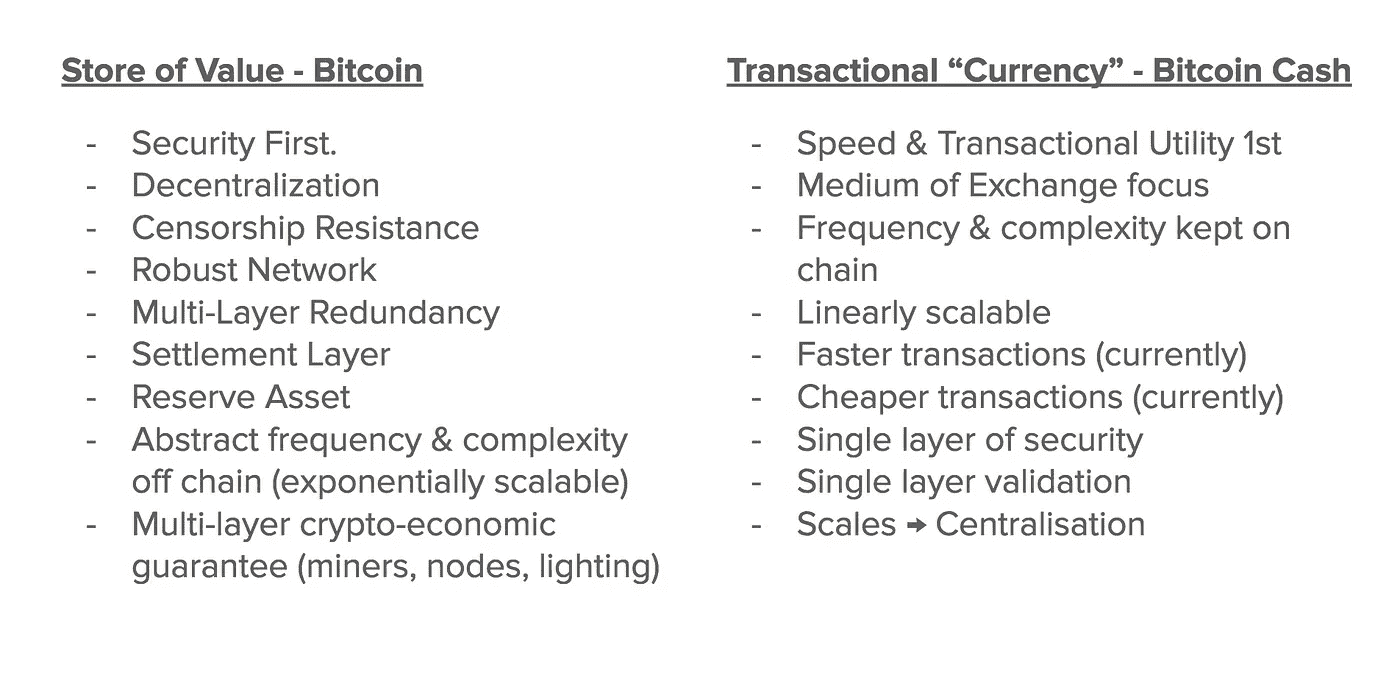 Store of Value - Bitcoin
- Security First.
- Decentralization
- Censorship Resistance
- Robust Network
- Multi-Layer Redundancy
- Settlement Layer
- Reserve Asset
- Abstract frequency & complexity
off chain (exponentially scalable)
- Multi-layer crypto-economic
guarantee (miners, nodes, lighting)
Transactional “Currency” - Bitcoin Cash
- Speed & Transactional Utility 1st
- Medium of Exchange focus
- Frequency & complexity kept on
chain
- Linearly scalable
- Faster transactions (currently)
- Cheaper transactions (currently)
- Single layer of security
- Single layer validation
- Scales → Centralisation